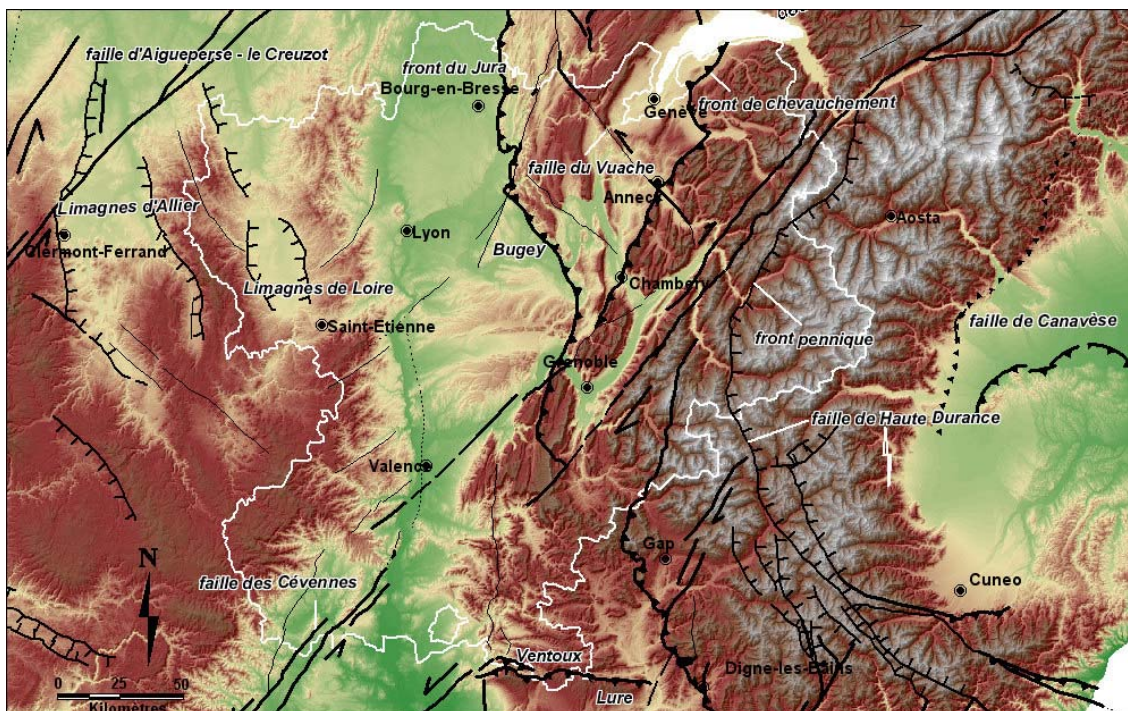 faille d'Aigueperse - le Creuzot
front du Jura
Bourg-en-Bresse
Genève
front de chevauchement
faille du Vuache
Annecy
Limagnes d'Allier
Clermont-Ferrand
Lyon
Bugey
Aosta
Limagnes de Loire
Chambéry
Saint-Etienne
faille de Canavèse
front pennique
Grenoble
faille de Haute Durance
Valence
N
Gap
faille des Cévennes
Cuneo
Ventoux
Digne-les-Bains
Lure
0 25 50
Kilomètres